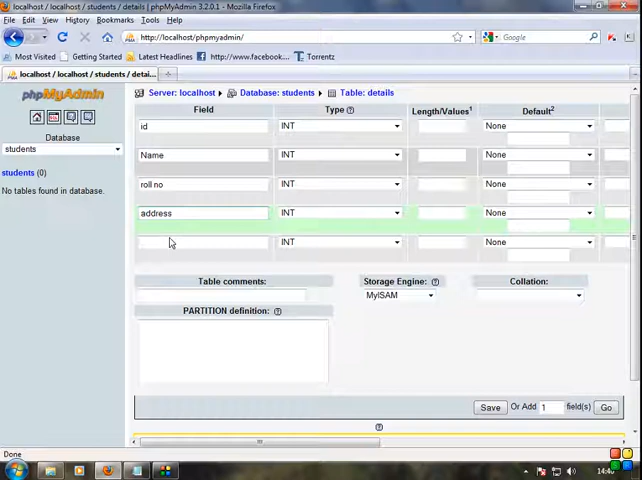 localhost / localhost / students / details | phpMyAdmin 3.2.0.1 - Mozilla Firefox
File Edit View History Bookmarks Tools Help
http://localhost/phpmyadmin/
Google
Most Visited Getting Started Latest Headlines http://www.facebook.... Torrentz
localhost / localhost / students / detai...
phpMyAdmin
Server: localhost Database: students Table: details
Field Type Length/Values1 Default2
id INT None
Database
students
Name INT None
students (0)
No tables found in database.
roll no INT None
address INT None
INT None
Table comments: Storage Engine: Collation:
MyISAM
PARTITION definition:
Save Or Add 1 field(s) Go
Done